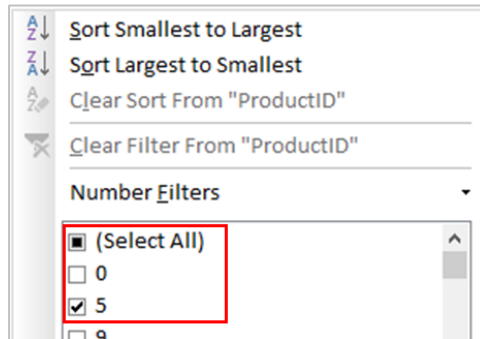 Sort Smallest to Largest
Sort Largest to Smallest
Clear Sort From "ProductID"
Clear Filter From "ProductID"
Number Filters
(Select All)
0
5
9